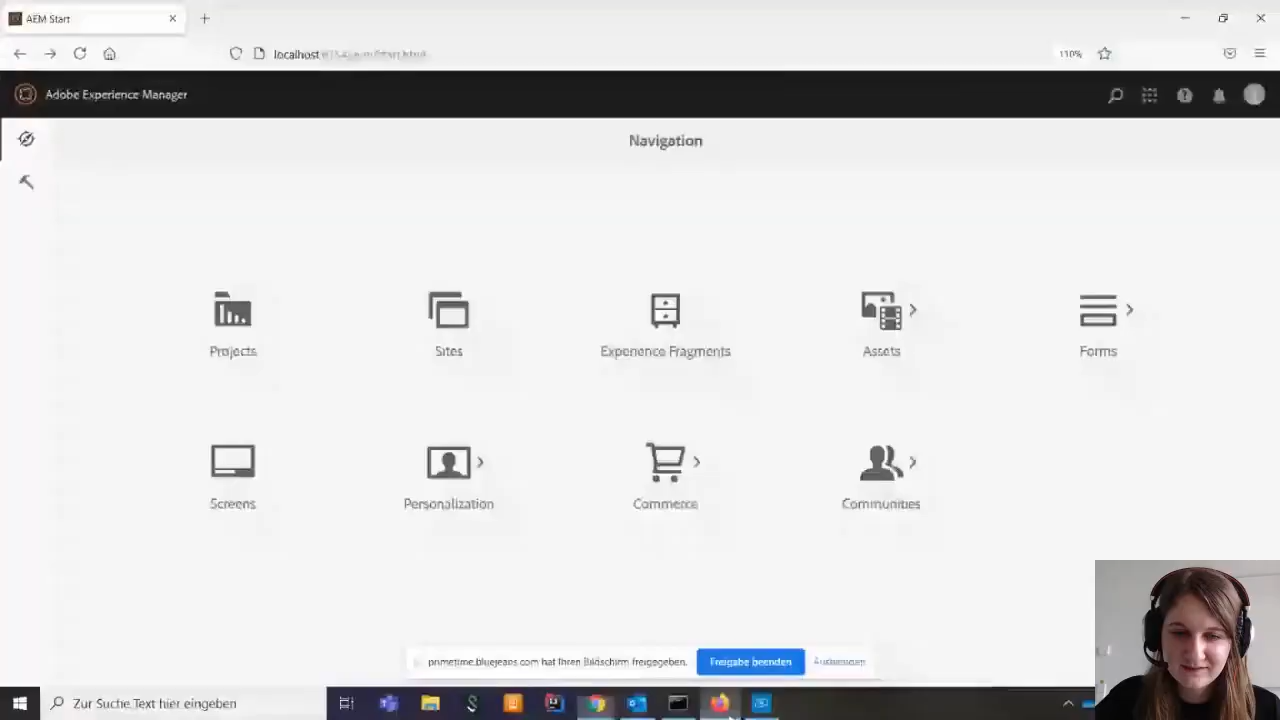 AEM Start
localhost
110%
Adobe Experience Manager
Navigation
Projects
Sites
Experience Fragments
Assets
Forms
Screens
Personalization
Commerce
Communities
primetime.bluejeans.com hat Ihren Bildschirm freigegeben.
Freigabe beenden
Ausblenden
Zur Suche Text hier eingeben